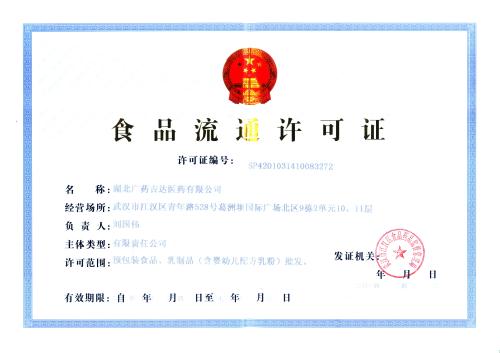 食品流通许可证
许可证编号: SP4201031410083272
名 称: 湖北广药吉达医药有限公司
经营场所: 武汉市江汉区青年路528号葛洲坝国际广场北区9栋2单元10、11层
负 责 人: 刘国伟
主体类型: 有限责任公司
许可范围: 预包装食品、乳制品（含婴幼儿配方乳粉）批发。
发证机关:
年 月 日
有效期限: 自 年 月 日至 年 月 日